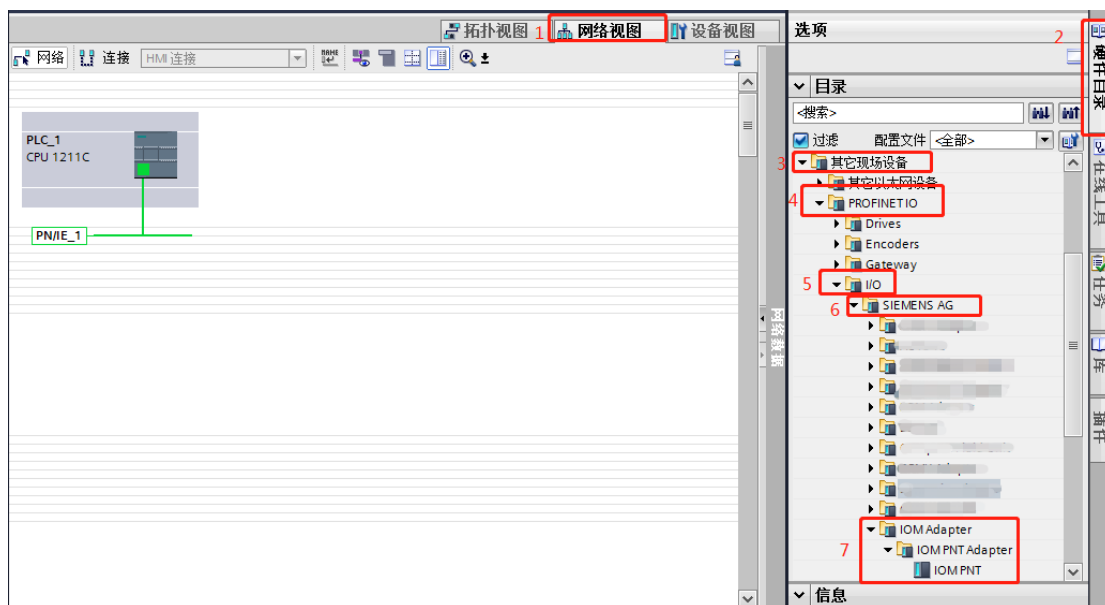 拓扑视图 1 网络视图 设备视图
网络 连接 HMI 连接
PLC_1
CPU 1211C
PN/IE_1
网络数据
选项
2
目录
<搜索>
过滤 配置文件 <全部>
3 其它现场设备
其它以太网设备
4 PROFINET IO
Drives
Encoders
Gateway
5 I/O
6 SIEMENS AG
IOM Adapter
7 IOM PNT Adapter
IOM PNT
信息
硬件目录
在线工具
任务
库
插件